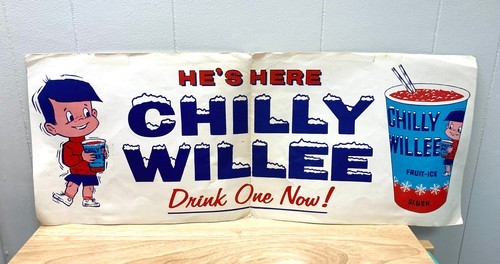 HE'S HERE
CHILLY
WILLEE
Drink One Now!
CHILLY
WILLEE
FRUIT-ICE
SLUSH